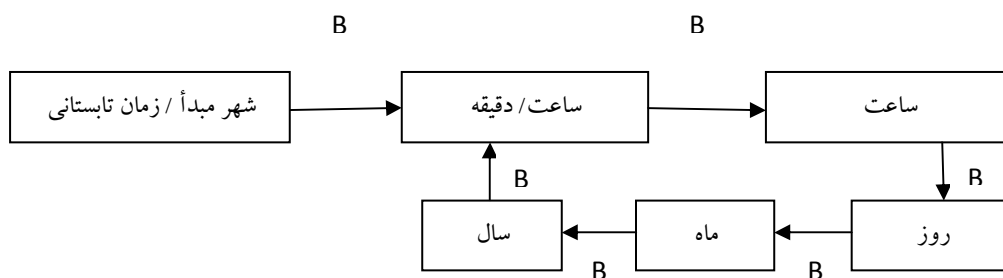 B
B
شهر مبدأ / زمان تابستانی
ساعت/ دقیقه
ساعت
B
B
سال
ماه
روز
B
B